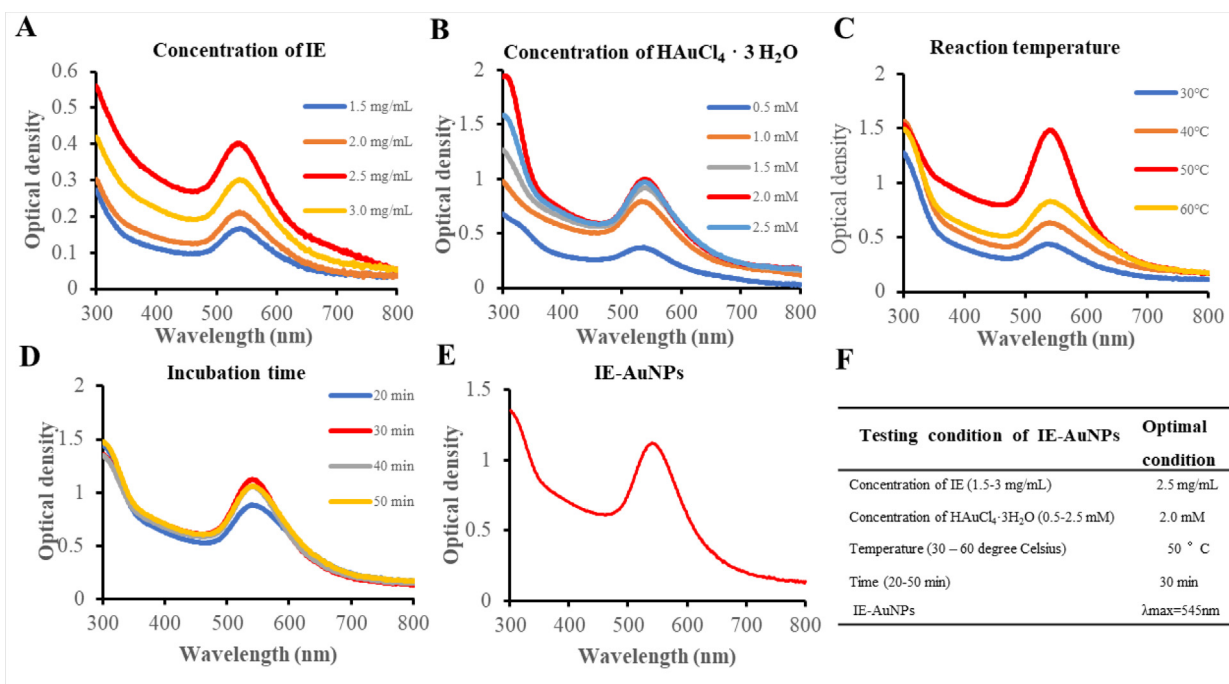 A
Concentration of IE
Optical density
0.6
0.5
0.4
0.3
0.2
0.1
0
300 400 500 600 700 800
Wavelength (nm)
1.5 mg/mL
2.0 mg/mL
2.5 mg/mL
3.0 mg/mL
B
Concentration of HAuCl₄ · 3 H₂O
Optical density
2
1.5
1
0.5
0
300 400 500 600 700 800
Wavelength (nm)
0.5 mM
1.0 mM
1.5 mM
2.0 mM
2.5 mM
C
Reaction temperature
Optical density
2
1.5
1
0.5
0
300 400 500 600 700 800
Wavelength (nm)
30°C
40°C
50°C
60°C
D
Incubation time
Optical density
2
1.5
1
0.5
0
300 400 500 600 700 800
Wavelength (nm)
20 min
30 min
40 min
50 min
E
IE-AuNPs
Optical density
1.5
1
0.5
0
300 400 500 600 700 800
Wavelength (nm)
F
Testing condition of IE-AuNPs Optimal condition
Concentration of IE (1.5-3 mg/mL) 2.5 mg/mL
Concentration of HAuCl₄·3H₂O (0.5-2.5 mM) 2.0 mM
Temperature (30 – 60 degree Celsius) 50 ° C
Time (20-50 min) 30 min
IE-AuNPs λmax=545nm